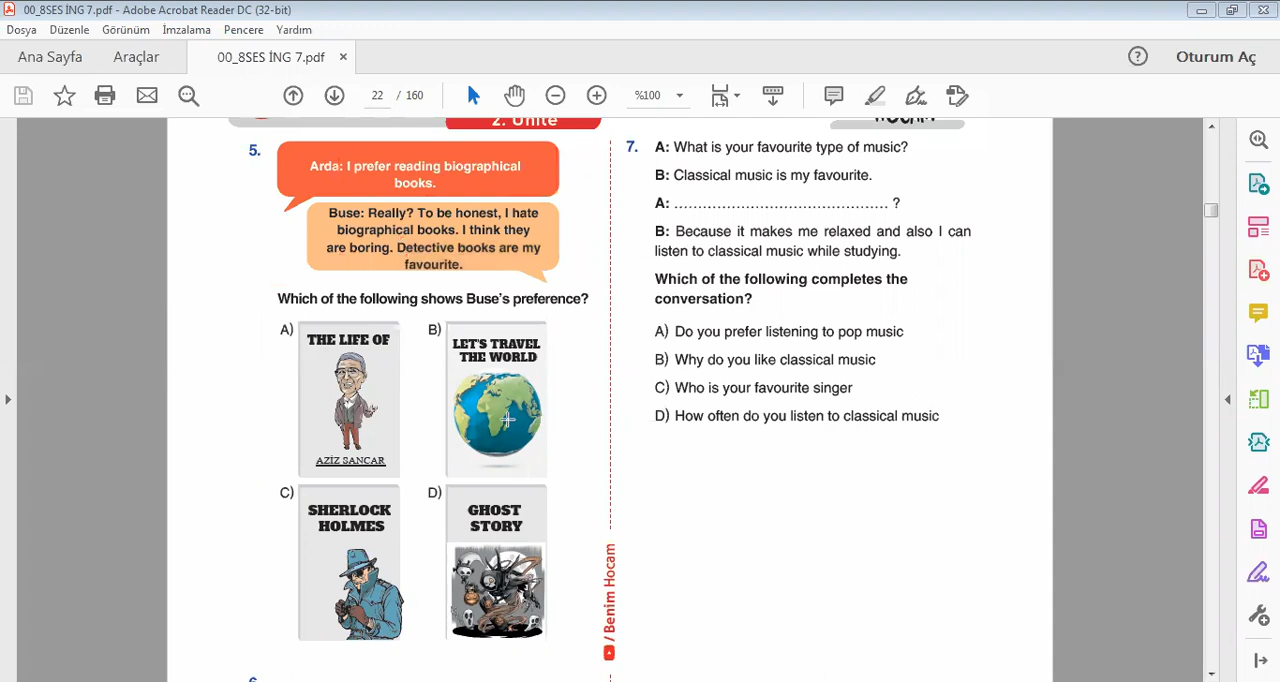 00_8SES İNG 7.pdf - Adobe Acrobat Reader DC (32-bit)
Dosya Düzenle Görünüm İmzalama Pencere Yardım
Ana Sayfa Araçlar 00_8SES İNG 7.pdf × Oturum Aç
22 / 160 %100
2. Ünite
HOCAM
5.
Arda: I prefer reading biographical
books.
Buse: Really? To be honest, I hate
biographical books. I think they
are boring. Detective books are my
favourite.
Which of the following shows Buse's preference?
A) THE LIFE OF
AZİZ SANCAR
B) LET'S TRAVEL
THE WORLD
C) SHERLOCK
HOLMES
D) GHOST
STORY
/ Benim Hocam
7. A: What is your favourite type of music?
B: Classical music is my favourite.
A: ............................................. ?
B: Because it makes me relaxed and also I can
listen to classical music while studying.
Which of the following completes the
conversation?
A) Do you prefer listening to pop music
B) Why do you like classical music
C) Who is your favourite singer
D) How often do you listen to classical music